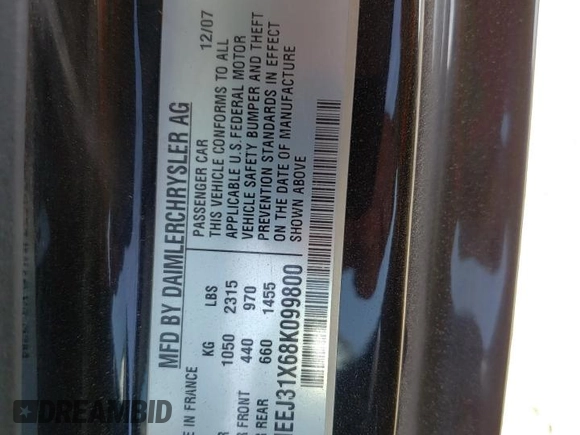 MFD BY DAIMLERCHRYSLER AG
12/07
PASSENGER CAR
THIS VEHICLE CONFORMS TO ALL
APPLICABLE U.S. FEDERAL MOTOR
VEHICLE SAFETY BUMPER AND THEFT
PREVENTION STANDARDS IN EFFECT
ON THE DATE OF MANUFACTURE
SHOWN ABOVE
IN FRANCE
KG LBS
1050 2315
FRONT 440 970
REAR 660 1455
EJ31X68K099800
DREAMBID